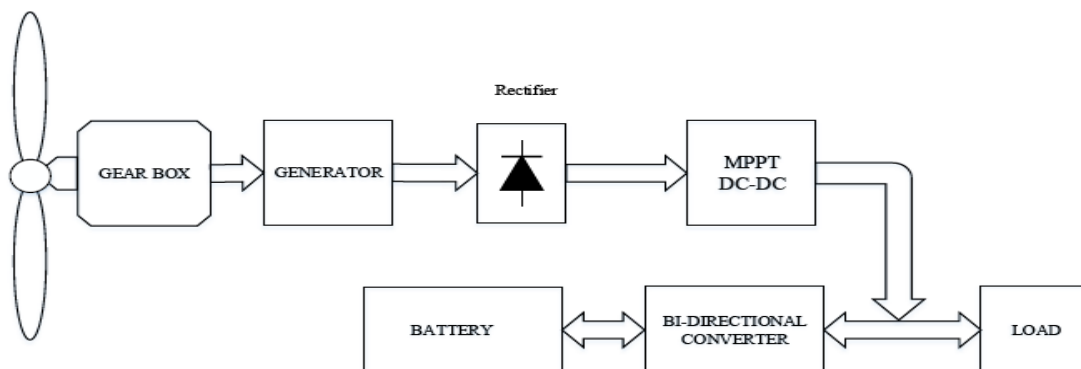 Rectifier
GEAR BOX
GENERATOR
MPPT
DC-DC
BATTERY
BI-DIRECTIONAL
CONVERTER
LOAD